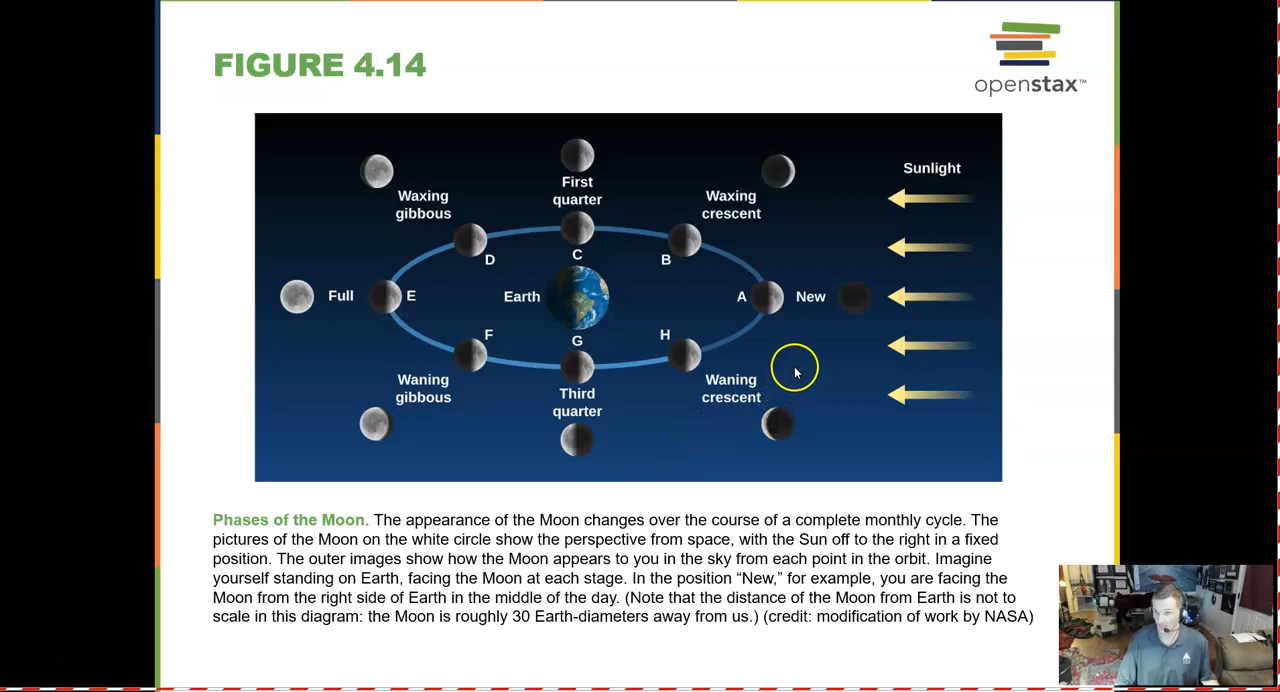 FIGURE 4.14
openstax™
Sunlight
Waxing
gibbous
First
quarter
Waxing
crescent
D
C
B
Full
E
Earth
A
New
F
G
H
Waning
gibbous
Third
quarter
Waning
crescent
Phases of the Moon. The appearance of the Moon changes over the course of a complete monthly cycle. The
pictures of the Moon on the white circle show the perspective from space, with the Sun off to the right in a fixed
position. The outer images show how the Moon appears to you in the sky from each point in the orbit. Imagine
yourself standing on Earth, facing the Moon at each stage. In the position “New,” for example, you are facing the
Moon from the right side of Earth in the middle of the day. (Note that the distance of the Moon from Earth is not to
scale in this diagram: the Moon is roughly 30 Earth-diameters away from us.) (credit: modification of work by NASA)